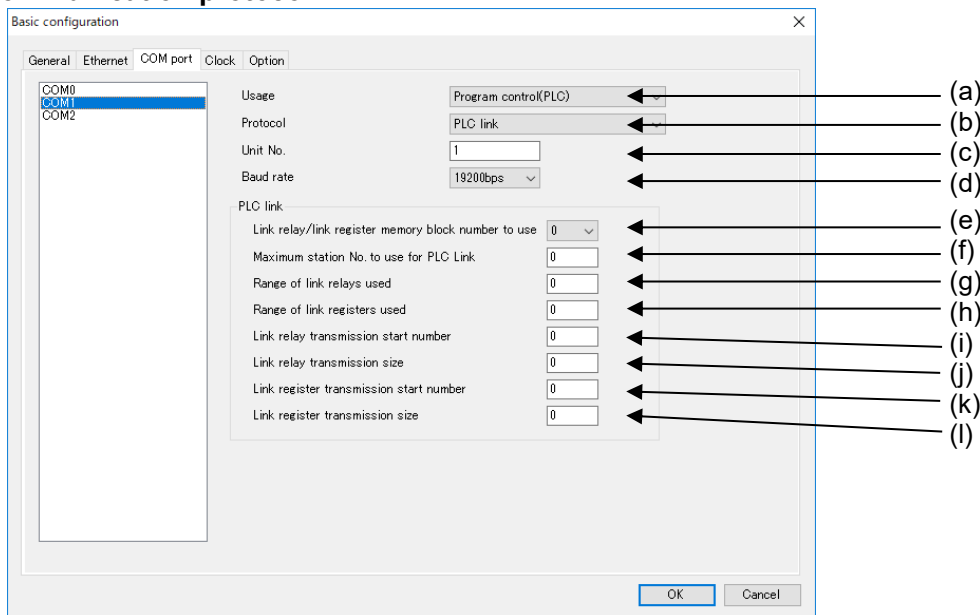 Basic configuration
General Ethernet COM port Clock Option
COM0
COM1
COM2
Usage Program control(PLC) (a)
Protocol PLC link (b)
Unit No. 1 (c)
Baud rate 19200bps (d)
PLC link
Link relay/link register memory block number to use 0 (e)
Maximum station No. to use for PLC Link 0 (f)
Range of link relays used 0 (g)
Range of link registers used 0 (h)
Link relay transmission start number 0 (i)
Link relay transmission size 0 (j)
Link register transmission start number 0 (k)
Link register transmission size 0 (l)
OK Cancel